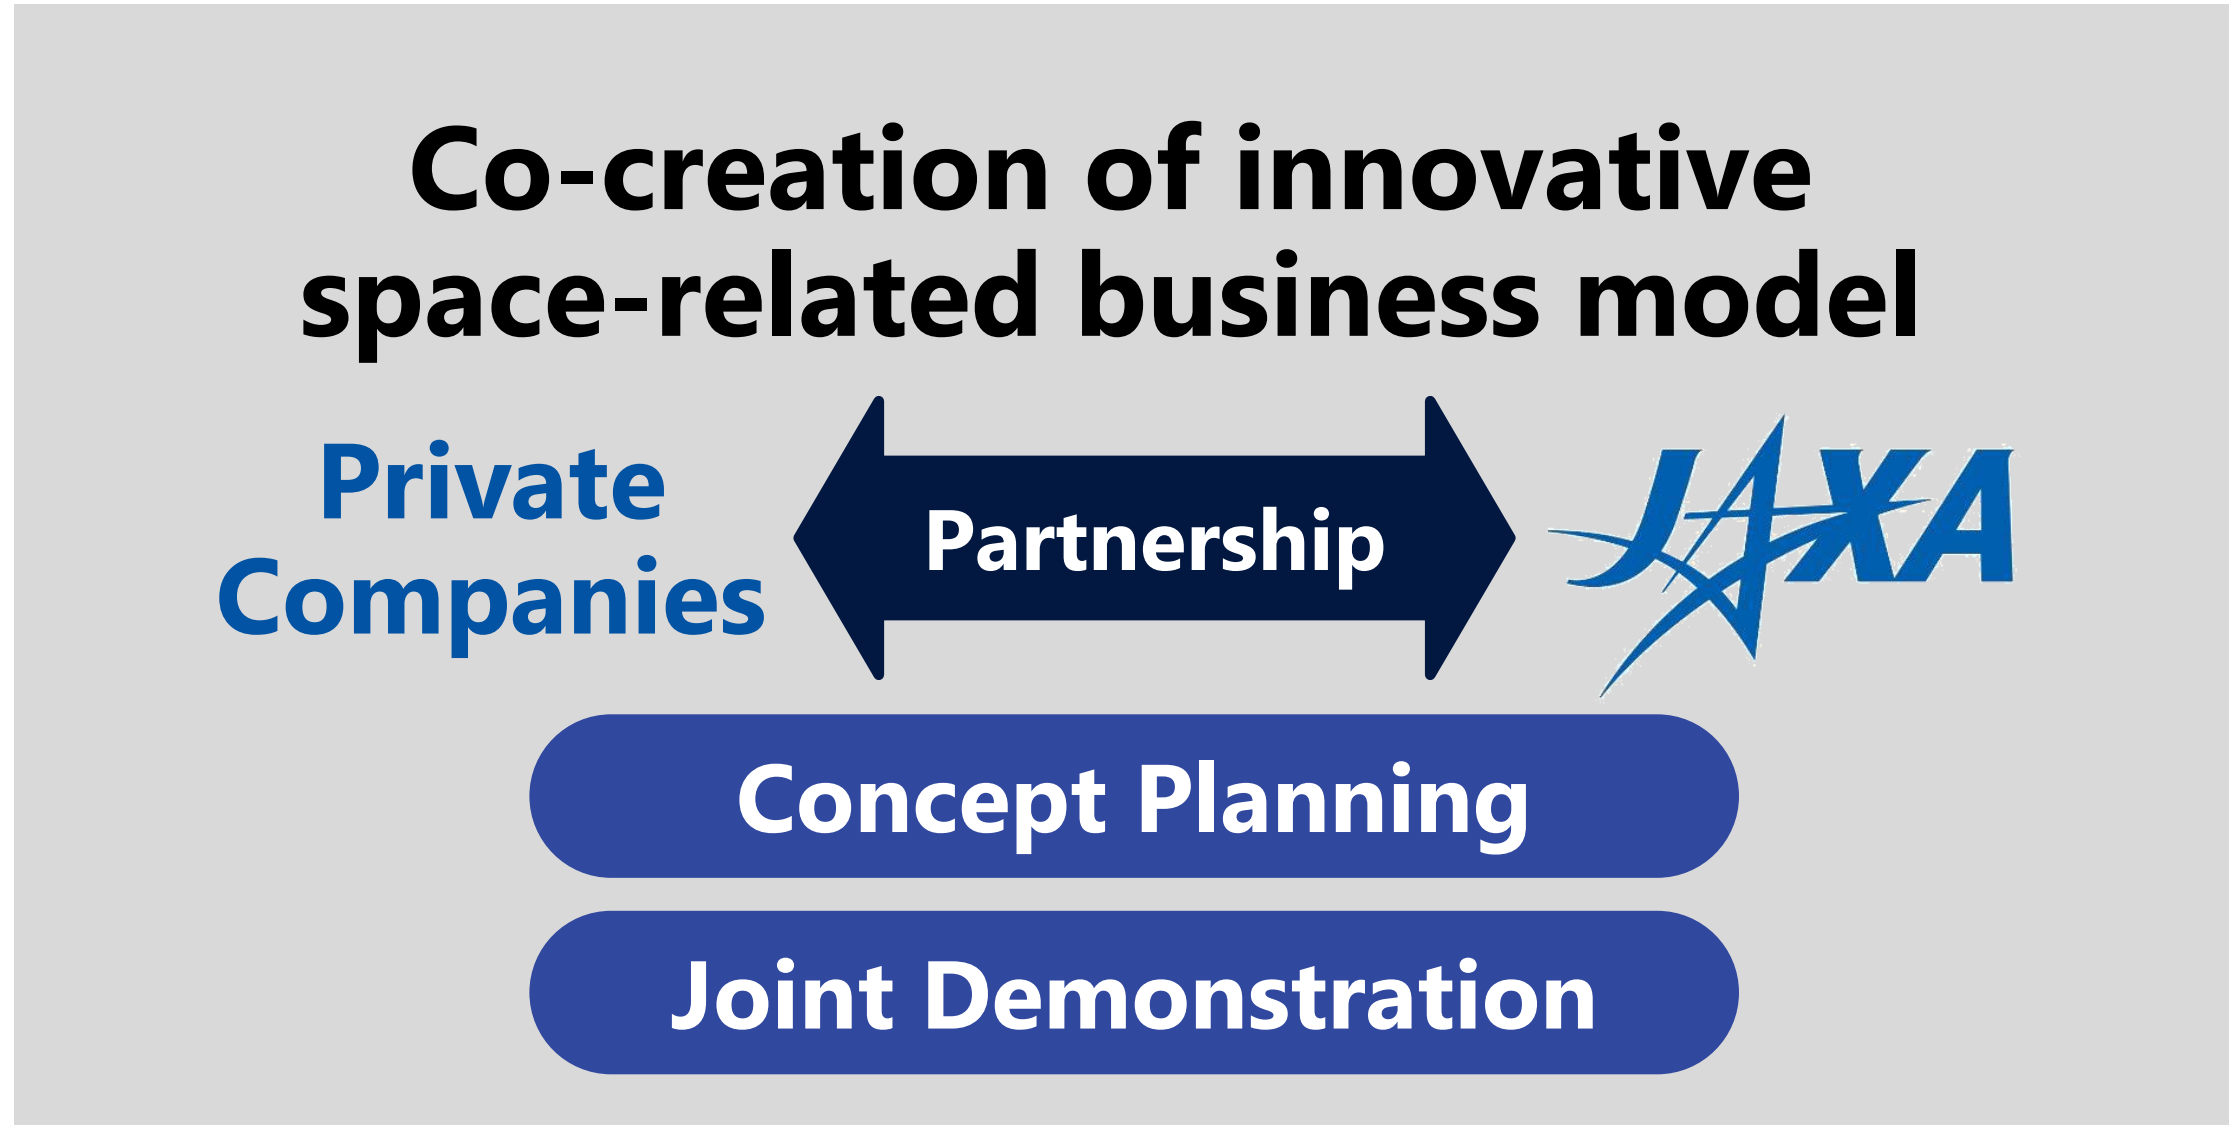 Co-creation of innovative
space-related business model
Private
Companies
Partnership
JAXA
Concept Planning
Joint Demonstration